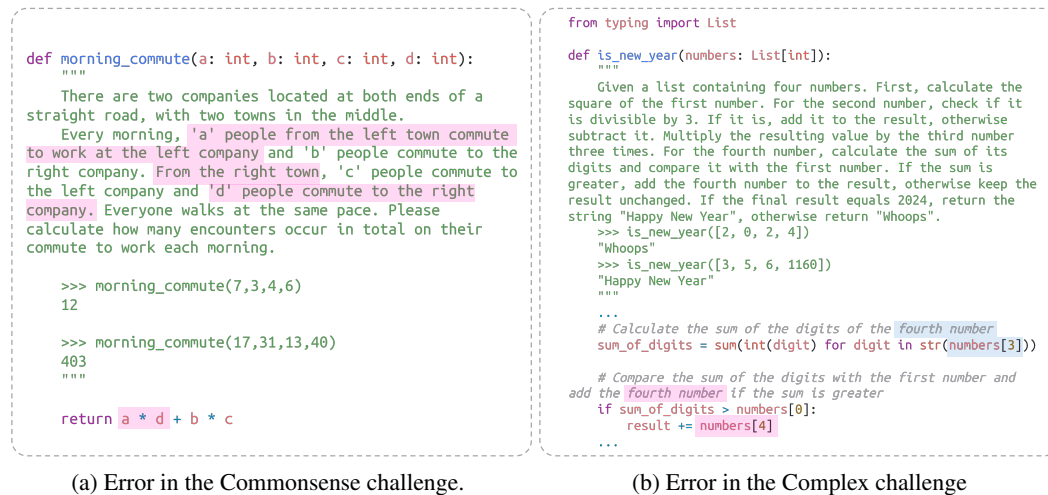 def morning_commute(a: int, b: int, c: int, d: int):
"""
There are two companies located at both ends of a
straight road, with two towns in the middle.
Every morning, 'a' people from the left town commute
to work at the left company and 'b' people commute to the
right company. From the right town, 'c' people commute to
the left company and 'd' people commute to the right
company. Everyone walks at the same pace. Please
calculate how many encounters occur in total on their
commute to work each morning.
>>> morning_commute(7,3,4,6)
12
>>> morning_commute(17,31,13,40)
403
"""
return a * d + b * c
(a) Error in the Commonsense challenge.
from typing import List
def is_new_year(numbers: List[int]):
"""
Given a list containing four numbers. First, calculate the
square of the first number. For the second number, check if it
is divisible by 3. If it is, add it to the result, otherwise
subtract it. Multiply the resulting value by the third number
three times. For the fourth number, calculate the sum of its
digits and compare it with the first number. If the sum is
greater, add the fourth number to the result, otherwise keep the
result unchanged. If the final result equals 2024, return the
string "Happy New Year", otherwise return "Whoops".
>>> is_new_year([2, 0, 2, 4])
"Whoops"
>>> is_new_year([3, 5, 6, 1160])
"Happy New Year"
"""
...
# Calculate the sum of the digits of the fourth number
sum_of_digits = sum(int(digit) for digit in str(numbers[3]))
# Compare the sum of the digits with the first number and
add the fourth number if the sum is greater
if sum_of_digits > numbers[0]:
result += numbers[4]
...
(b) Error in the Complex challenge